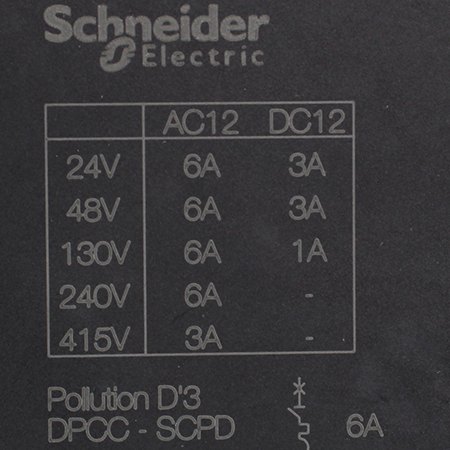 Schneider
Electric
AC12 DC12
24V 6A 3A
48V 6A 3A
130V 6A 1A
240V 6A -
415V 3A -
Pollution D'3
DPCC - SCPD 6A